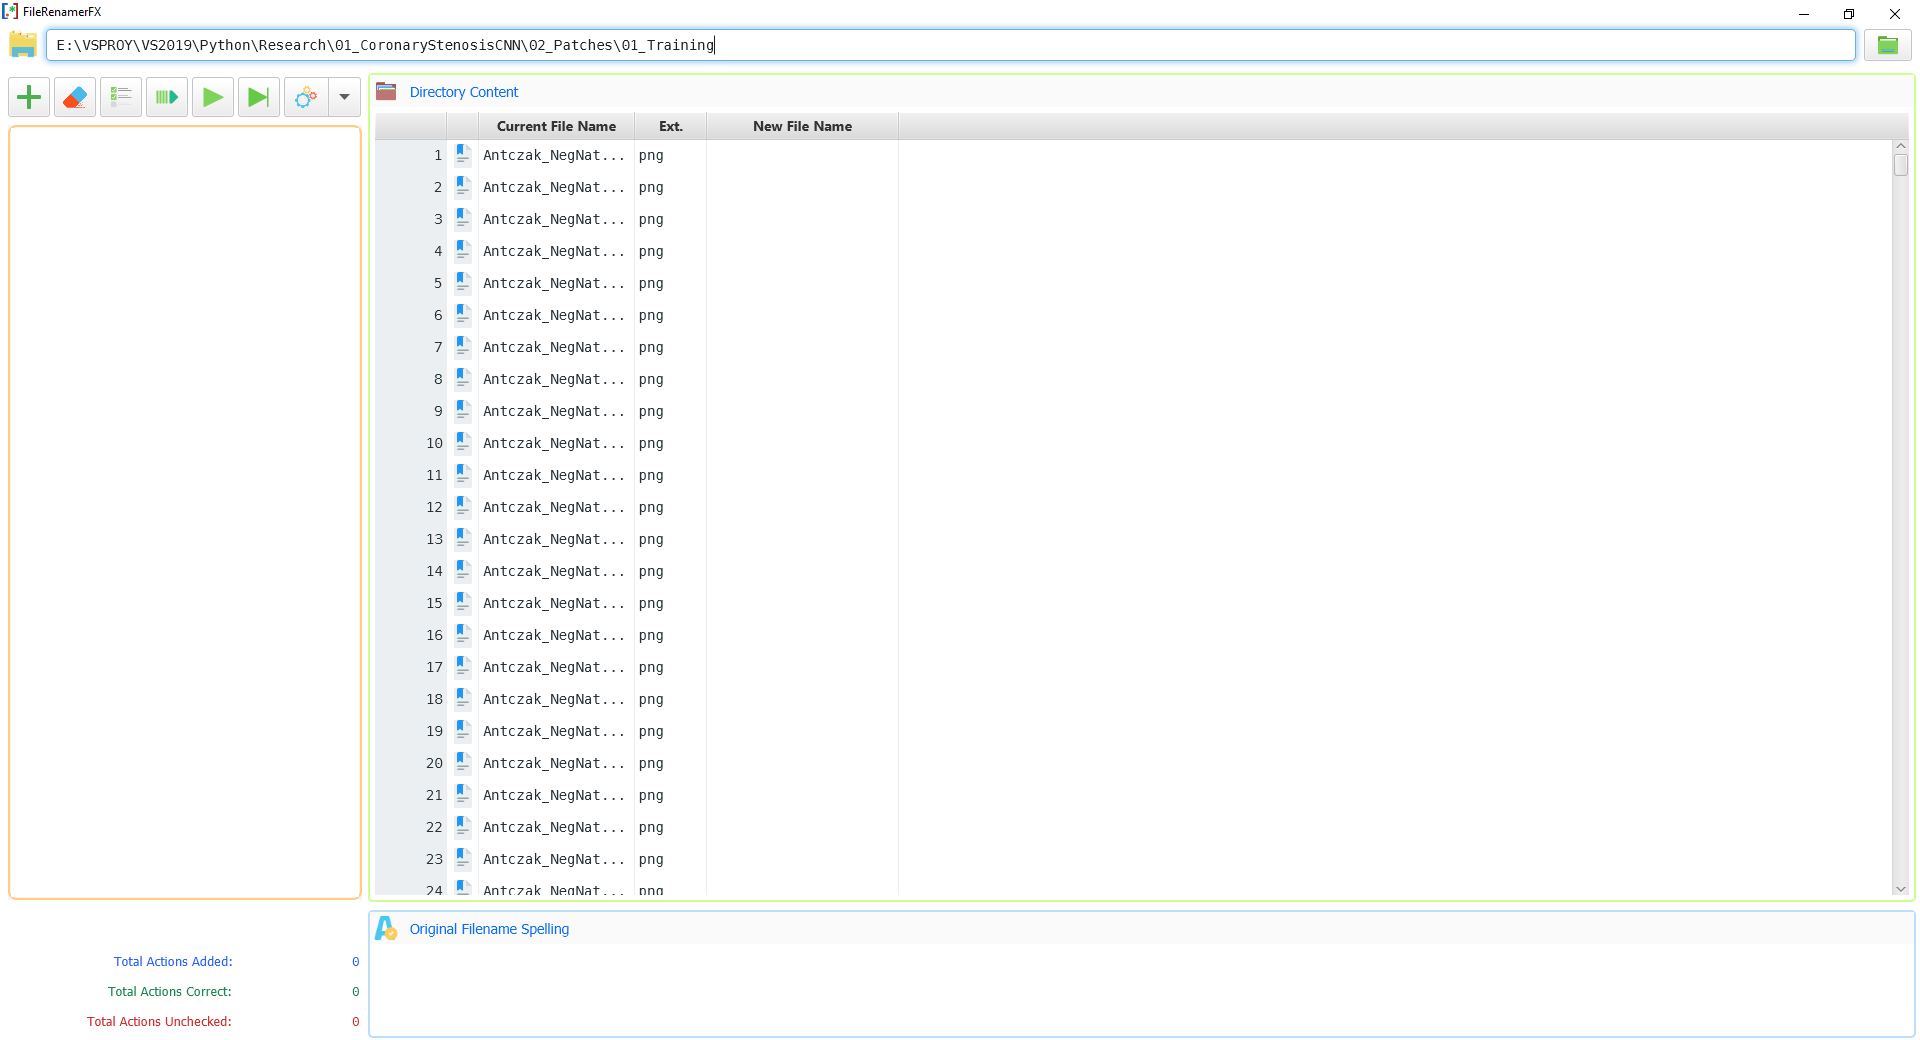 FileRenamerFX
E:\VSPROY\VS2019\Python\Research\01_CoronaryStenosisCNN\02_Patches\01_Training
Directory Content
Current File Name Ext. New File Name
1 Antczak_NegNat... png
2 Antczak_NegNat... png
3 Antczak_NegNat... png
4 Antczak_NegNat... png
5 Antczak_NegNat... png
6 Antczak_NegNat... png
7 Antczak_NegNat... png
8 Antczak_NegNat... png
9 Antczak_NegNat... png
10 Antczak_NegNat... png
11 Antczak_NegNat... png
12 Antczak_NegNat... png
13 Antczak_NegNat... png
14 Antczak_NegNat... png
15 Antczak_NegNat... png
16 Antczak_NegNat... png
17 Antczak_NegNat... png
18 Antczak_NegNat... png
19 Antczak_NegNat... png
20 Antczak_NegNat... png
21 Antczak_NegNat... png
22 Antczak_NegNat... png
23 Antczak_NegNat... png
24 Antczak_NegNat... png
Original Filename Spelling
Total Actions Added: 0
Total Actions Correct: 0
Total Actions Unchecked: 0